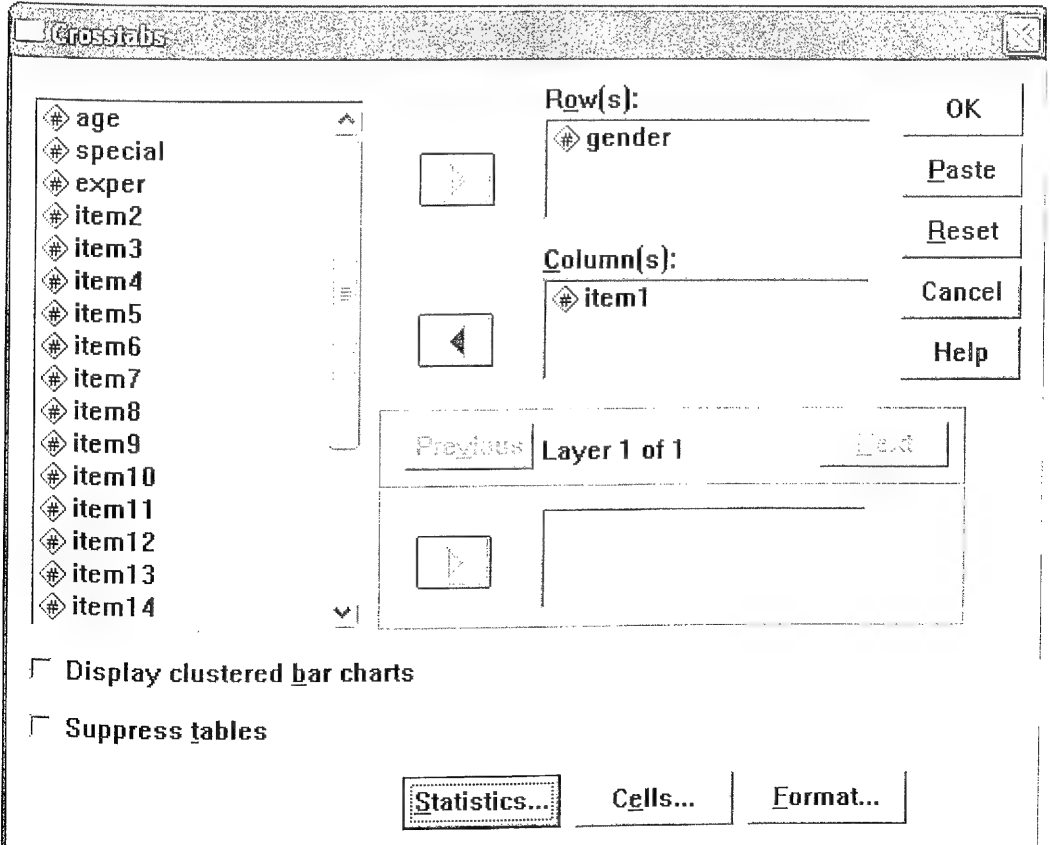 Crosstabs
age
special
exper
item2
item3
item4
item5
item6
item7
item8
item9
item10
item11
item12
item13
item14
Row(s):
gender
Column(s):
item1
Previous
Layer 1 of 1
Next
OK
Paste
Reset
Cancel
Help
Display clustered bar charts
Suppress tables
Statistics...
Cells...
Format...